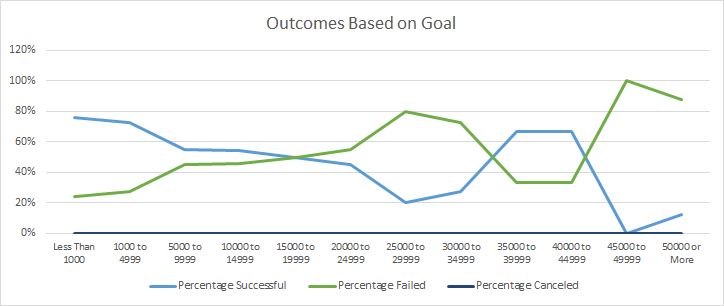 Outcomes Based on Goal
120%
100%
80%
60%
40%
20%
0%
Less Than 1000 to 5000 to 10000 to 15000 to 20000 to 25000 to 30000 to 35000 to 40000 to 45000 to 50000 or
1000 4999 9999 14999 19999 24999 29999 34999 39999 44999 49999 More
Percentage Successful Percentage Failed Percentage Canceled